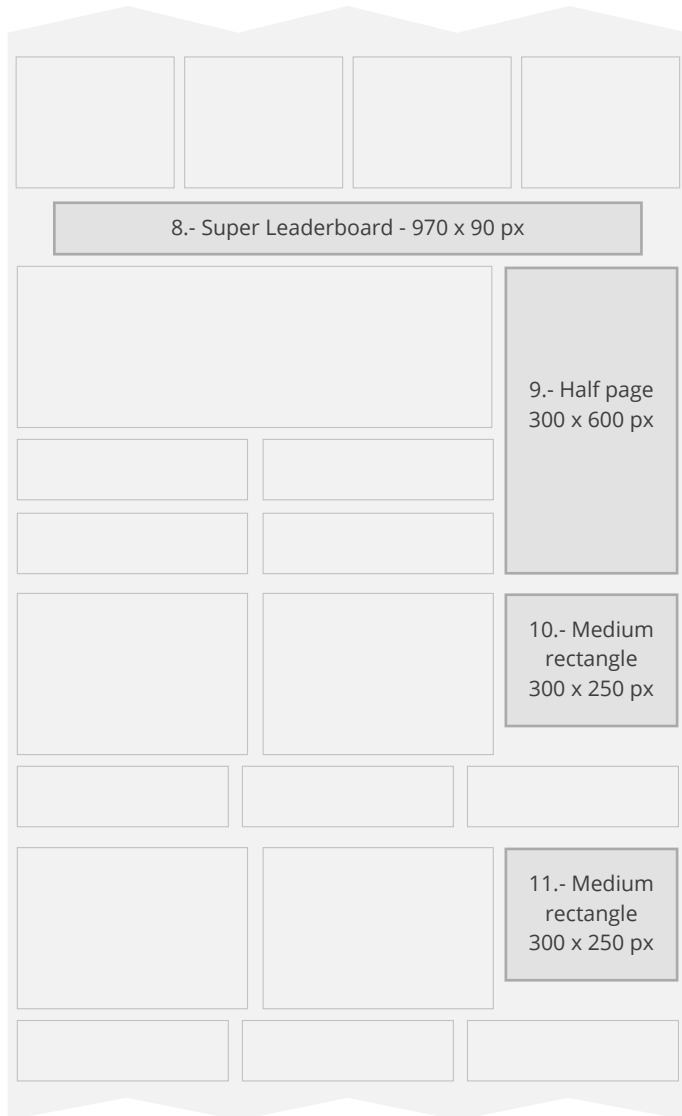 8.- Super Leaderboard - 970 x 90 px
9.- Half page
300 x 600 px
10.- Medium
rectangle
300 x 250 px
11.- Medium
rectangle
300 x 250 px